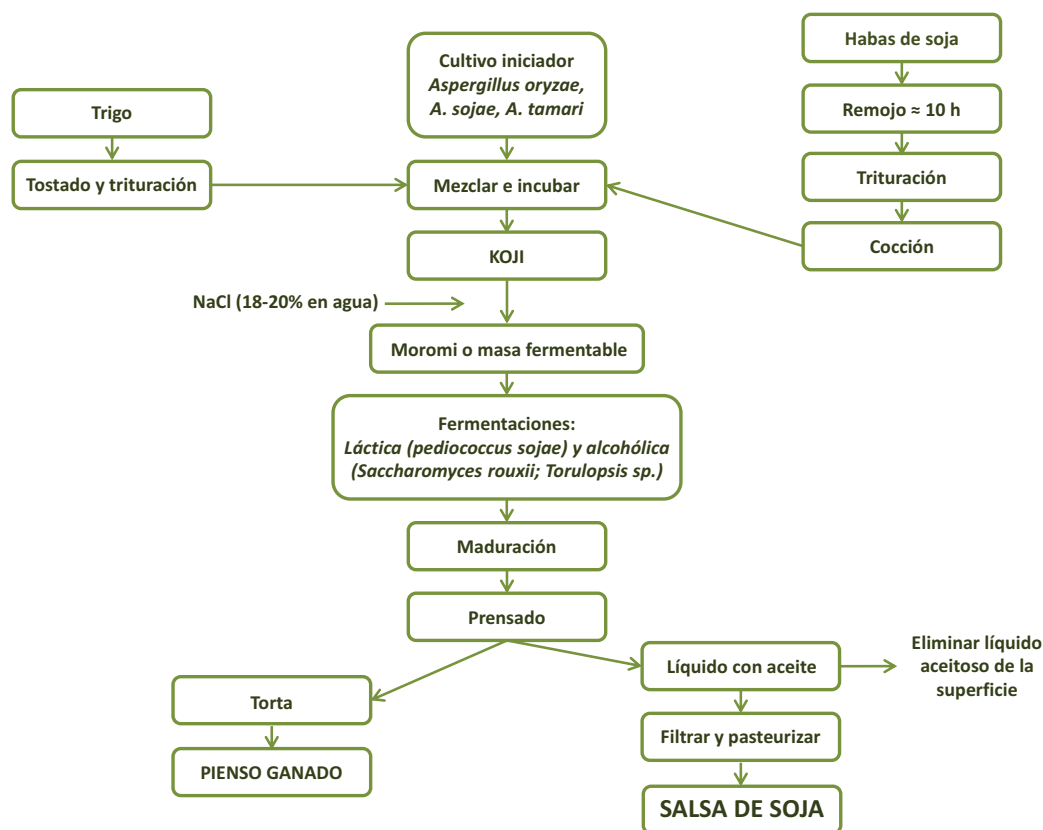 Habas de soja
Cultivo iniciador
Aspergillus oryzae,
A. sojae, A. tamari
Trigo
Remojo ≈ 10 h
Tostado y trituración
Mezclar e incubar
Trituración
KOJI
Cocción
NaCl (18-20% en agua)
Moromi o masa fermentable
Fermentaciones:
Láctica (pediococcus sojae) y alcohólica
(Saccharomyces rouxii; Torulopsis sp.)
Maduración
Prensado
Líquido con aceite
Eliminar líquido
aceitoso de la
superficie
Torta
Filtrar y pasteurizar
PIENSO GANADO
SALSA DE SOJA